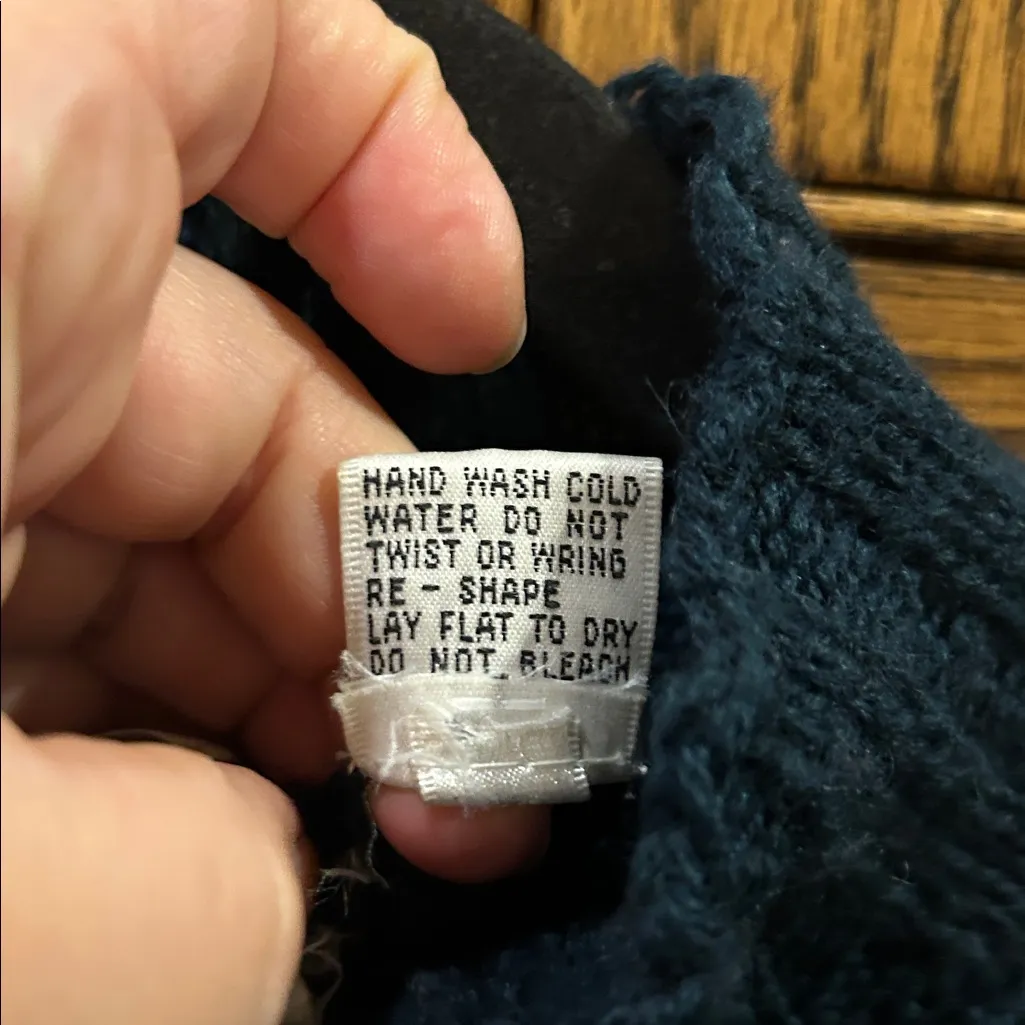 HAND WASH COLD
WATER DO NOT
TWIST OR WRING
RE - SHAPE
LAY FLAT TO DRY
DO NOT BLEACH